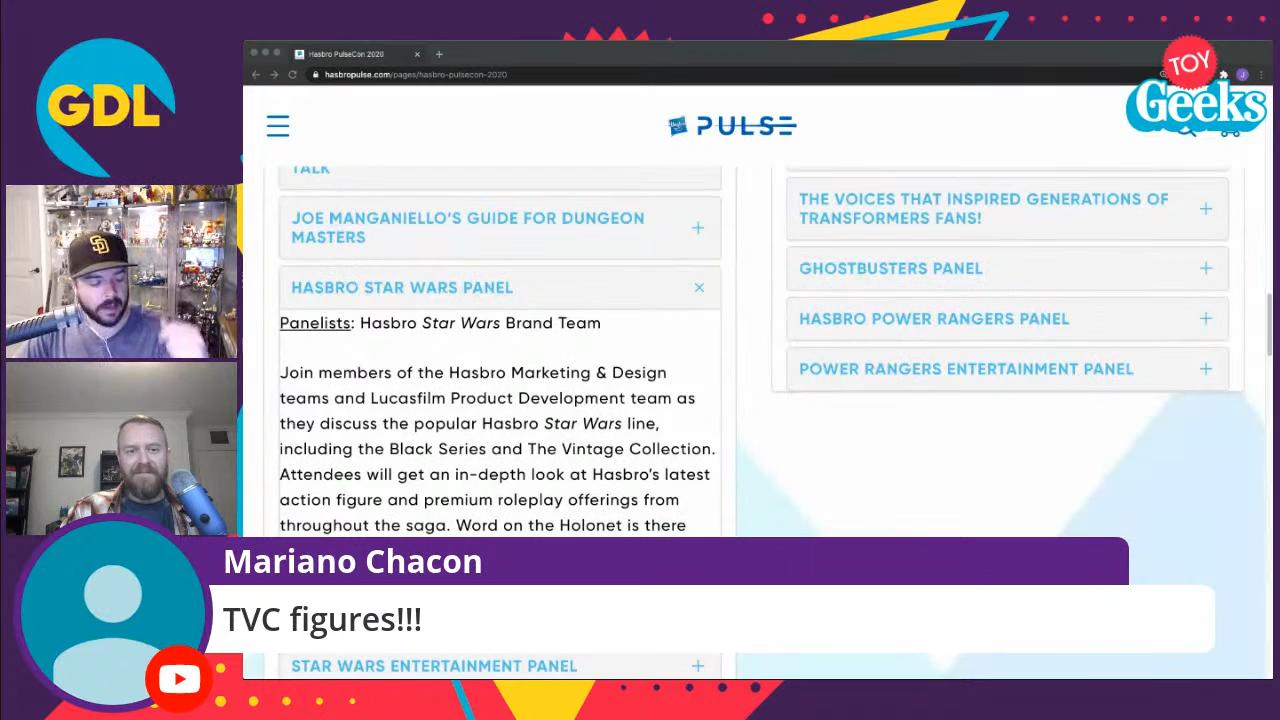 GDL
Hasbro PulseCon 2020
hasbropulse.com/pages/hasbro-pulsecon-2020
J
TOY
Geeks
Hasbro
PULSE
TALK
JOE MANGANIELLO'S GUIDE FOR DUNGEON
MASTERS
HASBRO STAR WARS PANEL
Panelists: Hasbro Star Wars Brand Team
Join members of the Hasbro Marketing & Design
teams and Lucasfilm Product Development team as
they discuss the popular Hasbro Star Wars line,
including the Black Series and The Vintage Collection.
Attendees will get an in-depth look at Hasbro's latest
action figure and premium roleplay offerings from
throughout the saga. Word on the Holonet is there
STAR WARS ENTERTAINMENT PANEL
THE VOICES THAT INSPIRED GENERATIONS OF
TRANSFORMERS FANS!
GHOSTBUSTERS PANEL
HASBRO POWER RANGERS PANEL
POWER RANGERS ENTERTAINMENT PANEL
SD
Mariano Chacon
TVC figures!!!